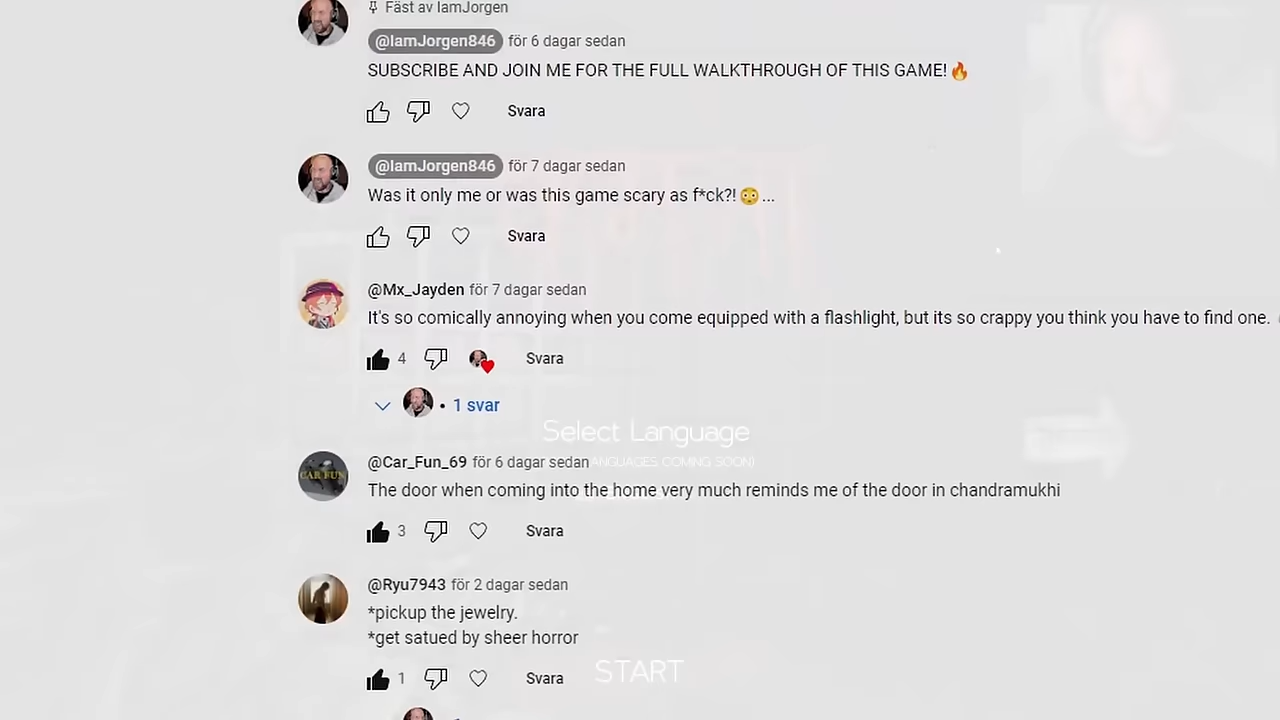 Fäst av IamJorgen
@IamJorgen846 för 6 dagar sedan
SUBSCRIBE AND JOIN ME FOR THE FULL WALKTHROUGH OF THIS GAME!🔥
Svara
@IamJorgen846 för 7 dagar sedan
Was it only me or was this game scary as f*ck?!😳...
Svara
@Mx_Jayden för 7 dagar sedan
It's so comically annoying when you come equipped with a flashlight, but its so crappy you think you have to find one.
4 Svara
• 1 svar
Select Language
@Car_Fun_69 för 6 dagar sedan
LANGUAGES COMING SOON)
CAR FUN
The door when coming into the home very much reminds me of the door in chandramukhi
3 Svara
@Ryu7943 för 2 dagar sedan
*pickup the jewelry.
*get satued by sheer horror
START
1 Svara